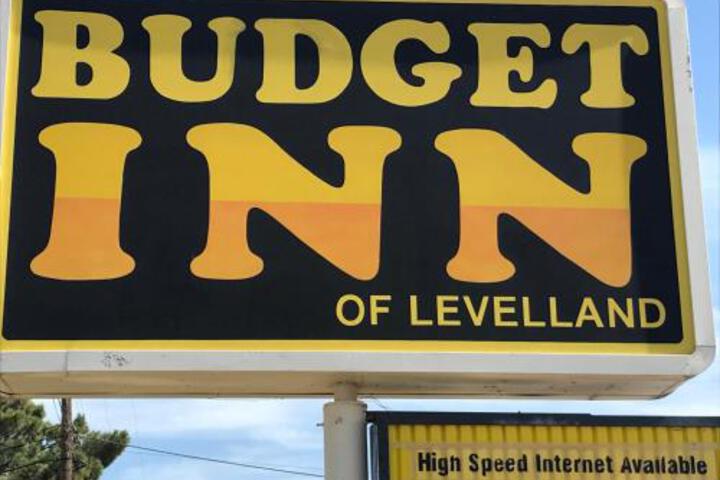 BUDGET
INN
OF LEVELLAND
High Speed Internet Available